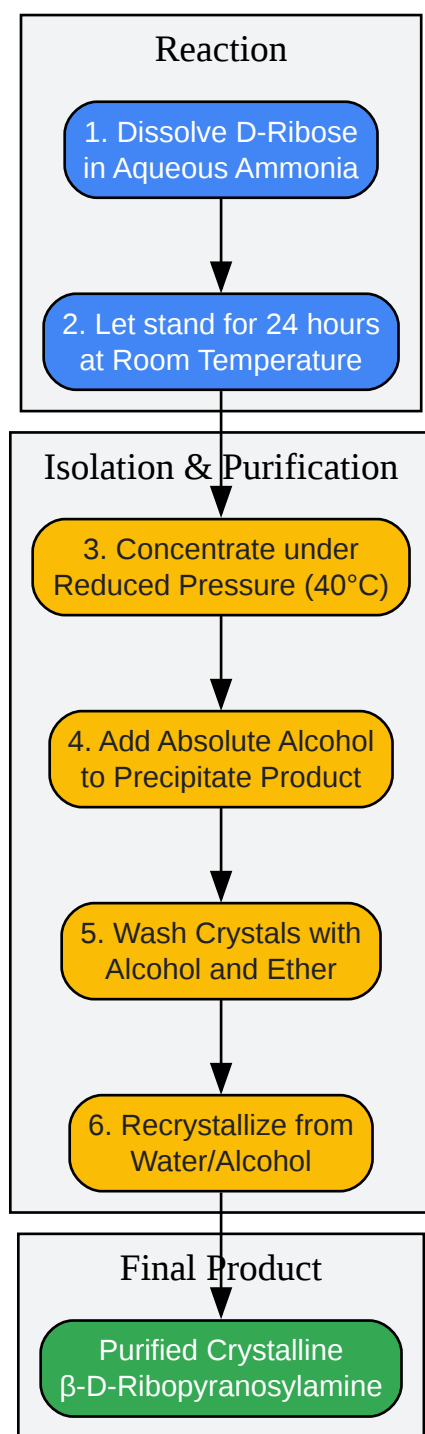 Reaction
1. Dissolve D-Ribose
in Aqueous Ammonia
2. Let stand for 24 hours
at Room Temperature
Isolation & Purification
3. Concentrate under
Reduced Pressure (40°C)
4. Add Absolute Alcohol
to Precipitate Product
5. Wash Crystals with
Alcohol and Ether
6. Recrystallize from
Water/Alcohol
Final Product
Purified Crystalline
β-D-Ribopyranosylamine